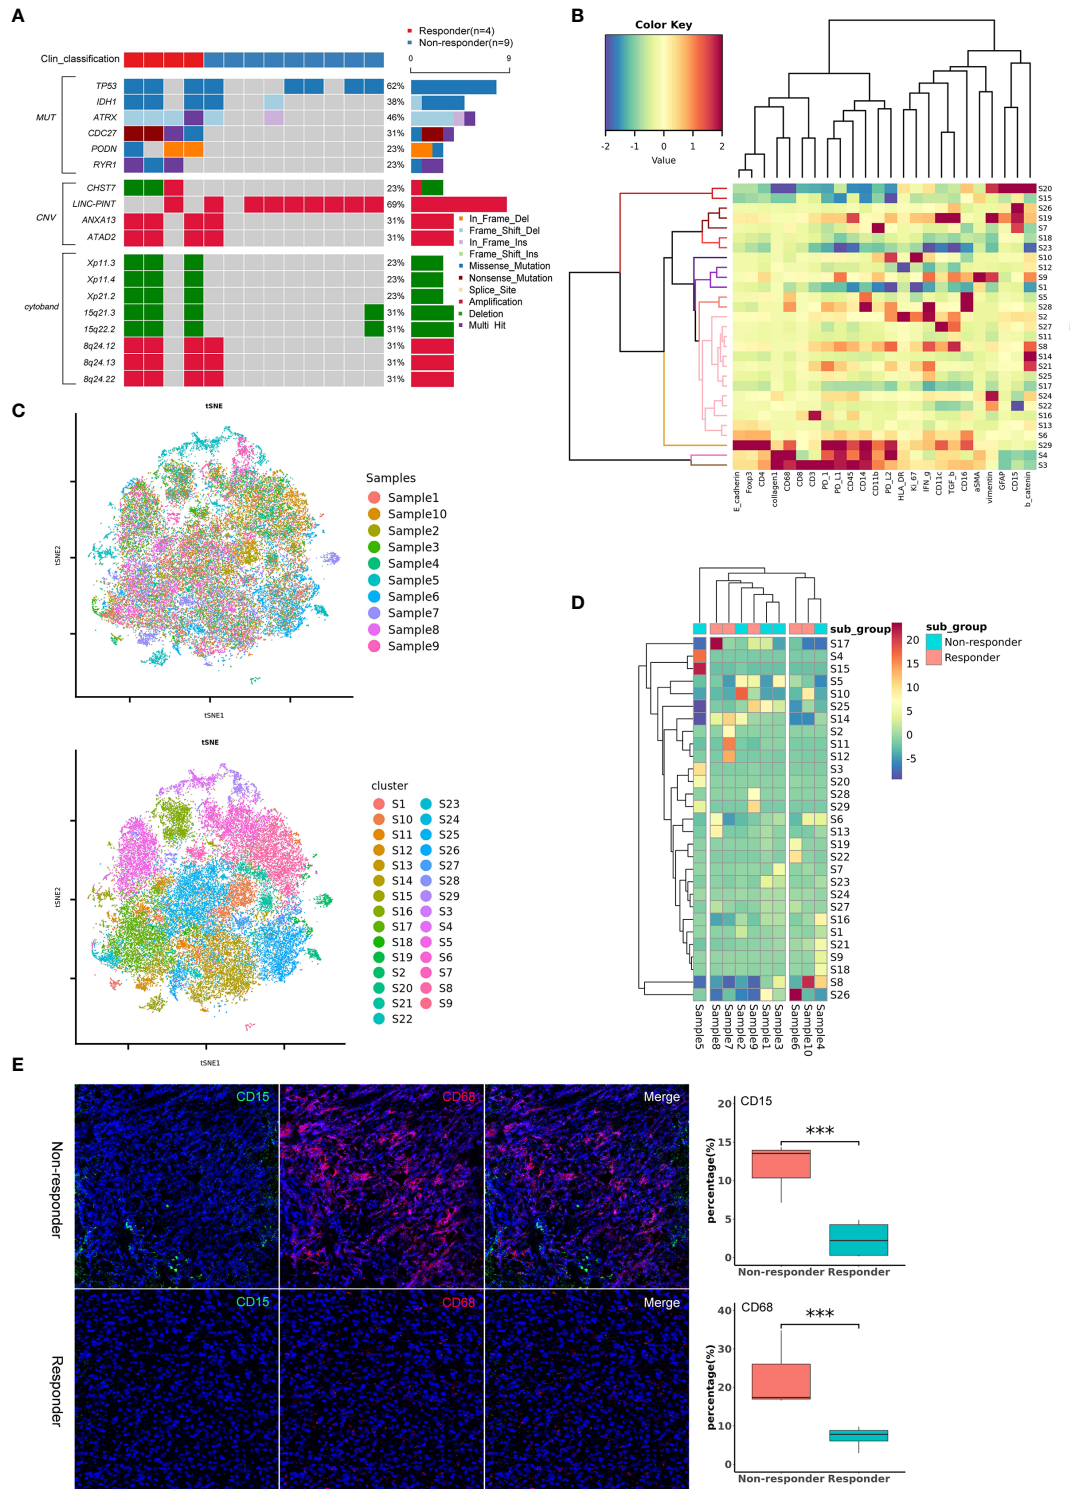 A
Responder(n=4)
Non-responder(n=9)
Clin_classification
0 9
MUT
TP53 62%
IDH1 38%
ATRX 46%
CDC27 31%
PODN 23%
RYR1 23%
CNV
CHST7 23%
LINC-PINT 69%
ANXA13 31%
ATAD2 31%
cytoband
Xp11.3 23%
Xp11.4 23%
Xp21.2 23%
15q21.3 31%
15q22.2 31%
8q24.12 31%
8q24.13 31%
8q24.22 31%
In_Frame_Del
Frame_Shift_Del
In_Frame_Ins
Frame_Shift_Ins
Missense_Mutation
Nonsense_Mutation
Splice_Site
Amplification
Deletion
Multi_Hit
B
Color Key
-2 -1 0 1 2
Value
S20
S15
S26
S19
S7
S18
S23
S10
S12
S9
S1
S5
S28
S2
S27
S11
S8
S14
S21
S25
S17
S24
S22
S16
S13
S6
S29
S4
S3
E_cadherin
Foxp3
CD4
collagen1
CD68
CD8
CD3
PD_1
PD_L1
CD45
CD14
CD11b
PD_L2
HLA_DR
Ki_67
IFN_g
CD11c
TGF_b
CD16
aSMA
vimentin
GFAP
CD15
b_catenin
C
tSNE
tSNE2
tSNE1
Samples
Sample1
Sample10
Sample2
Sample3
Sample4
Sample5
Sample6
Sample7
Sample8
Sample9
tSNE
tSNE2
tSNE1
cluster
S1 S23
S10 S24
S11 S25
S12 S26
S13 S27
S14 S28
S15 S29
S16 S3
S17 S4
S18 S5
S19 S6
S2 S7
S20 S8
S21 S9
S22
D
sub_group
S17
S4
S15
S5
S10
S25
S14
S2
S11
S12
S3
S20
S28
S29
S6
S13
S19
S22
S7
S23
S24
S27
S16
S1
S21
S9
S18
S8
S26
Sample5
Sample8
Sample7
Sample2
Sample9
Sample1
Sample3
Sample6
Sample10
Sample4
20
15
10
5
0
-5
sub_group
Non-responder
Responder
E
Non-responder
CD15 CD68 Merge
Responder
CD15 CD68 Merge
CD15
percentage(%)
20
15
10
5
0
***
Non-responder Responder
CD68
percentage(%)
40
30
20
10
0
***
Non-responder Responder